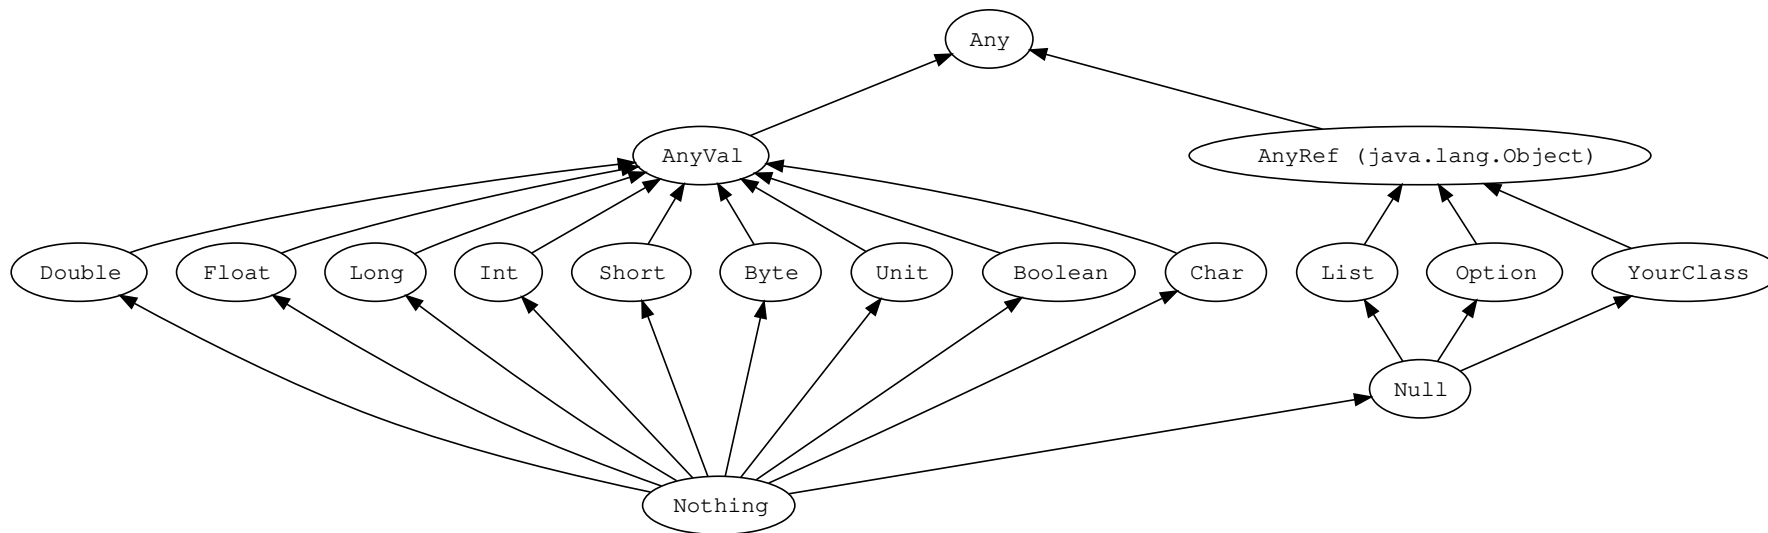 Any
AnyVal
AnyRef (java.lang.Object)
Double
Float
Long
Int
Short
Byte
Unit
Boolean
Char
List
Option
YourClass
Null
Nothing